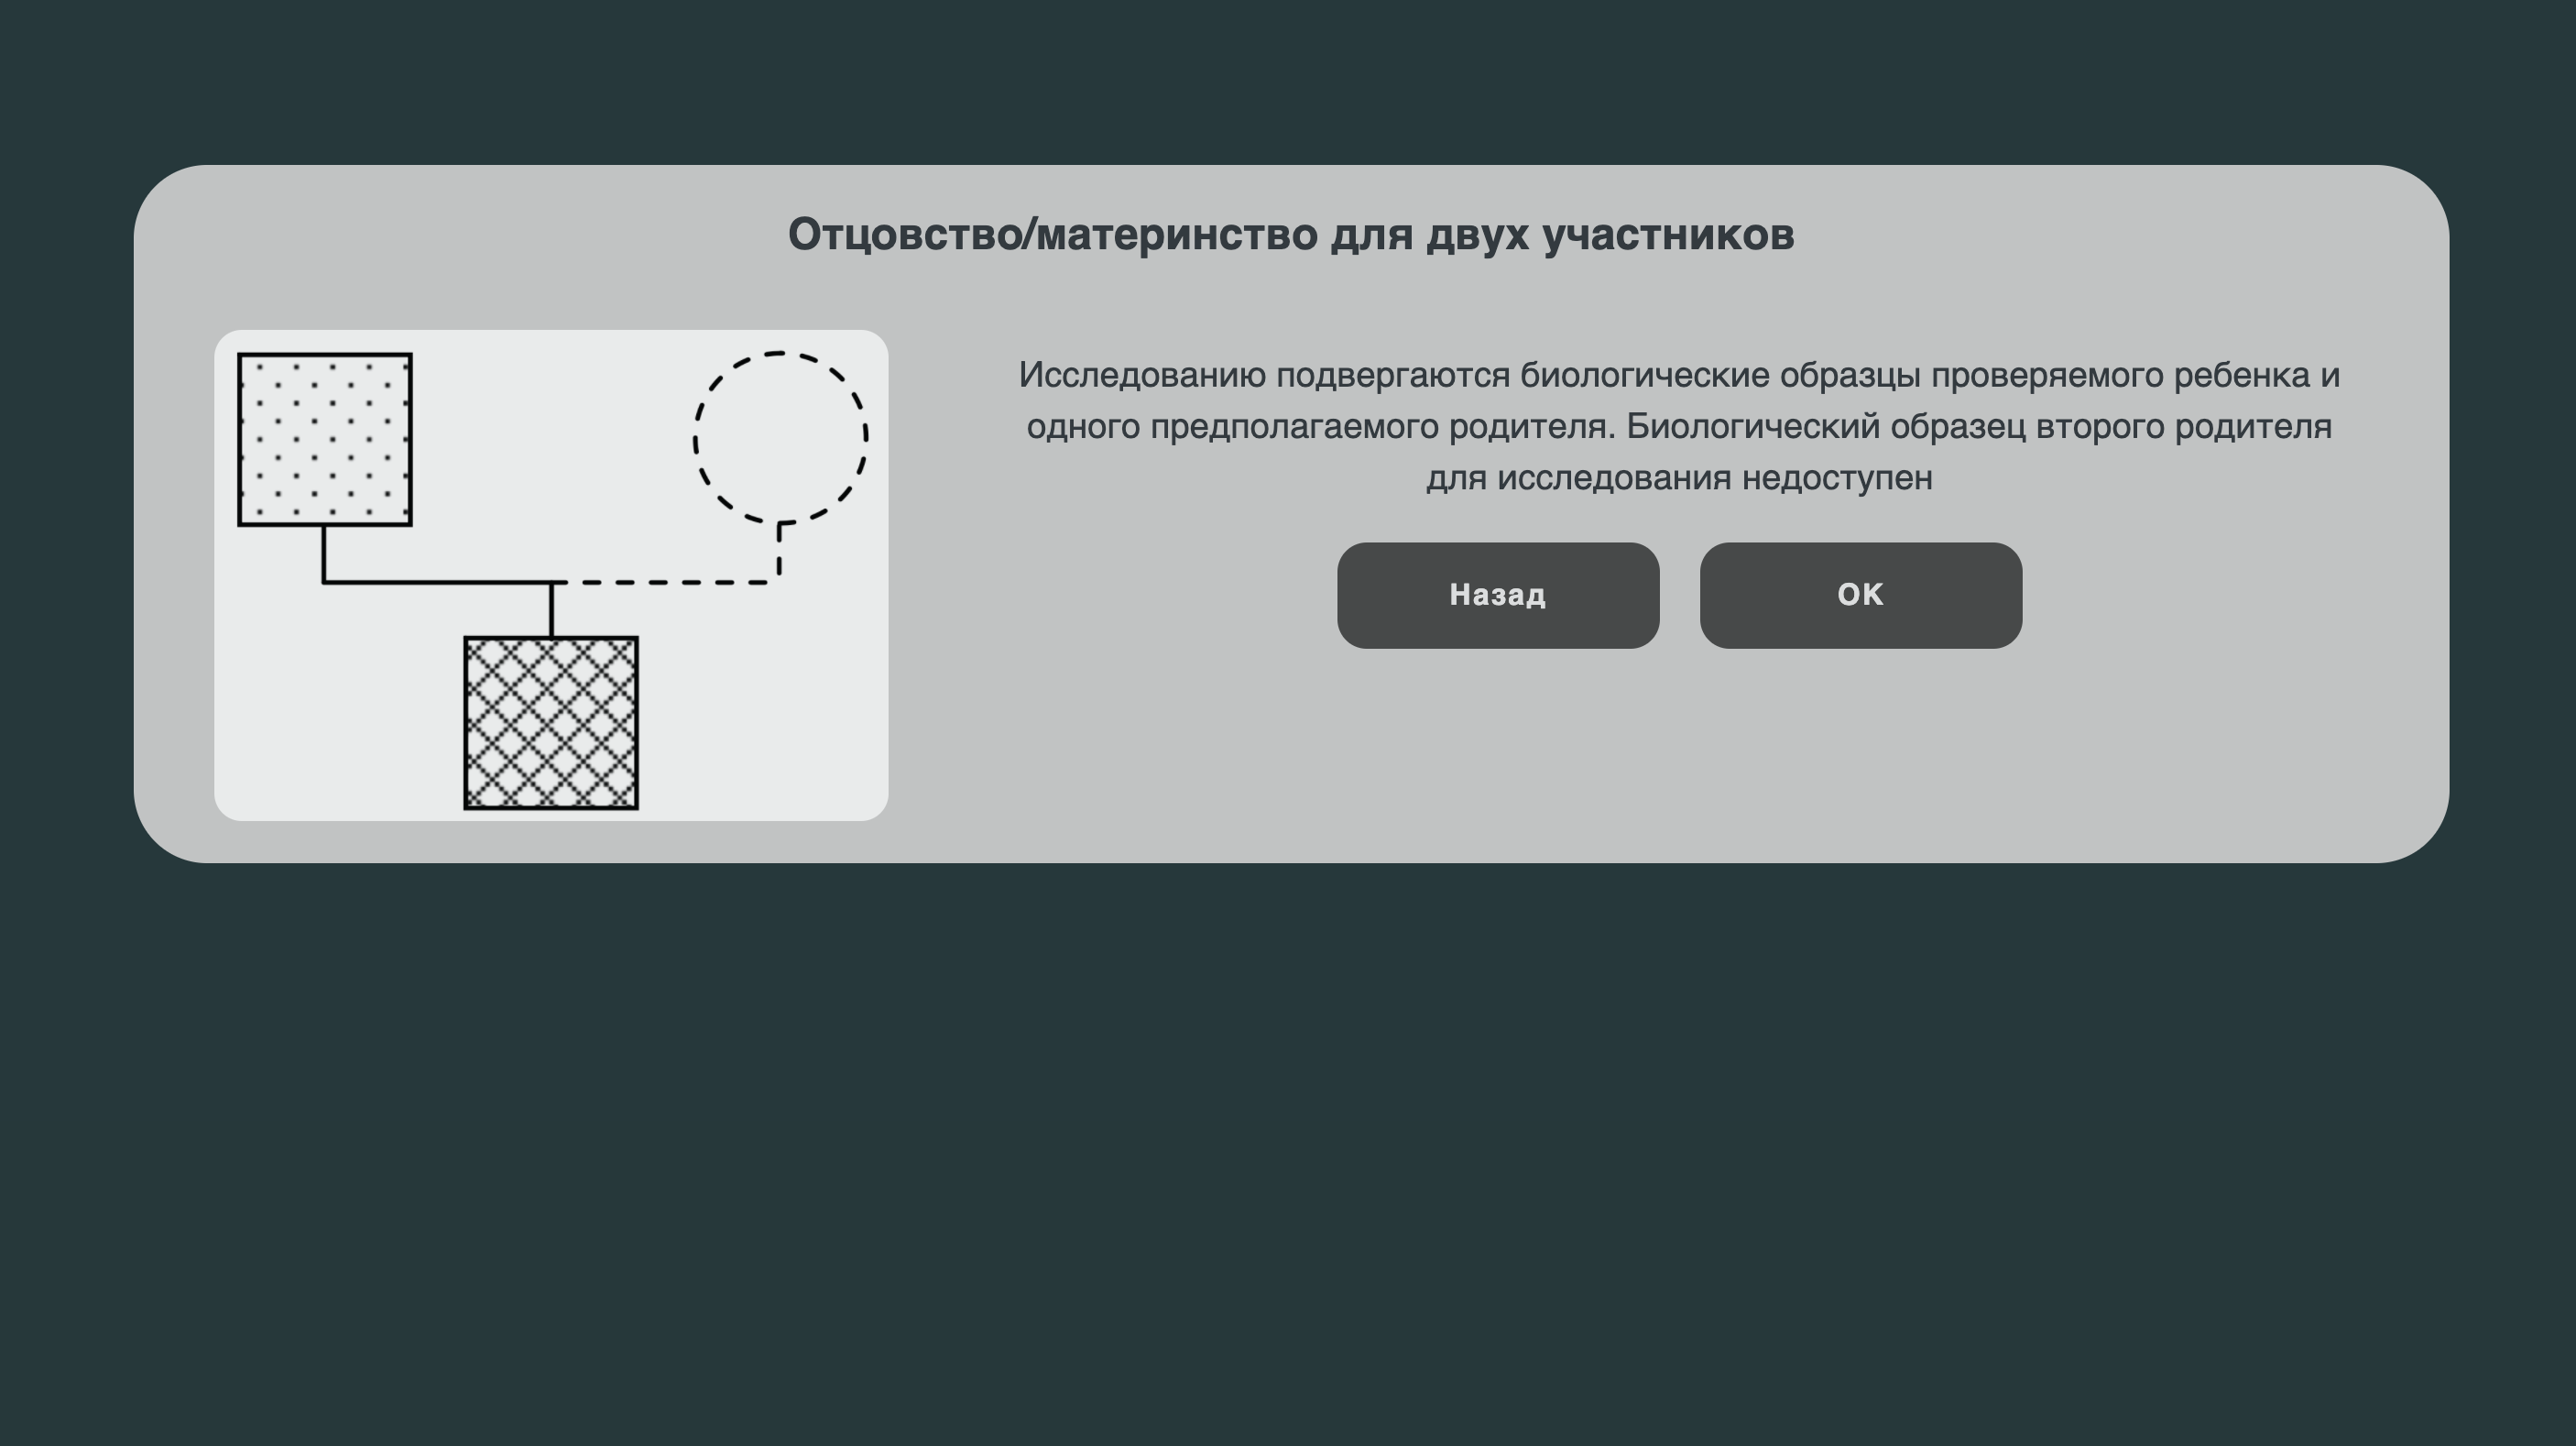 Отцовство/материнство для двух участников
Исследованию подвергаются биологические образцы проверяемого ребенка и
одного предполагаемого родителя. Биологический образец второго родителя
для исследования недоступен
Назад
ОК